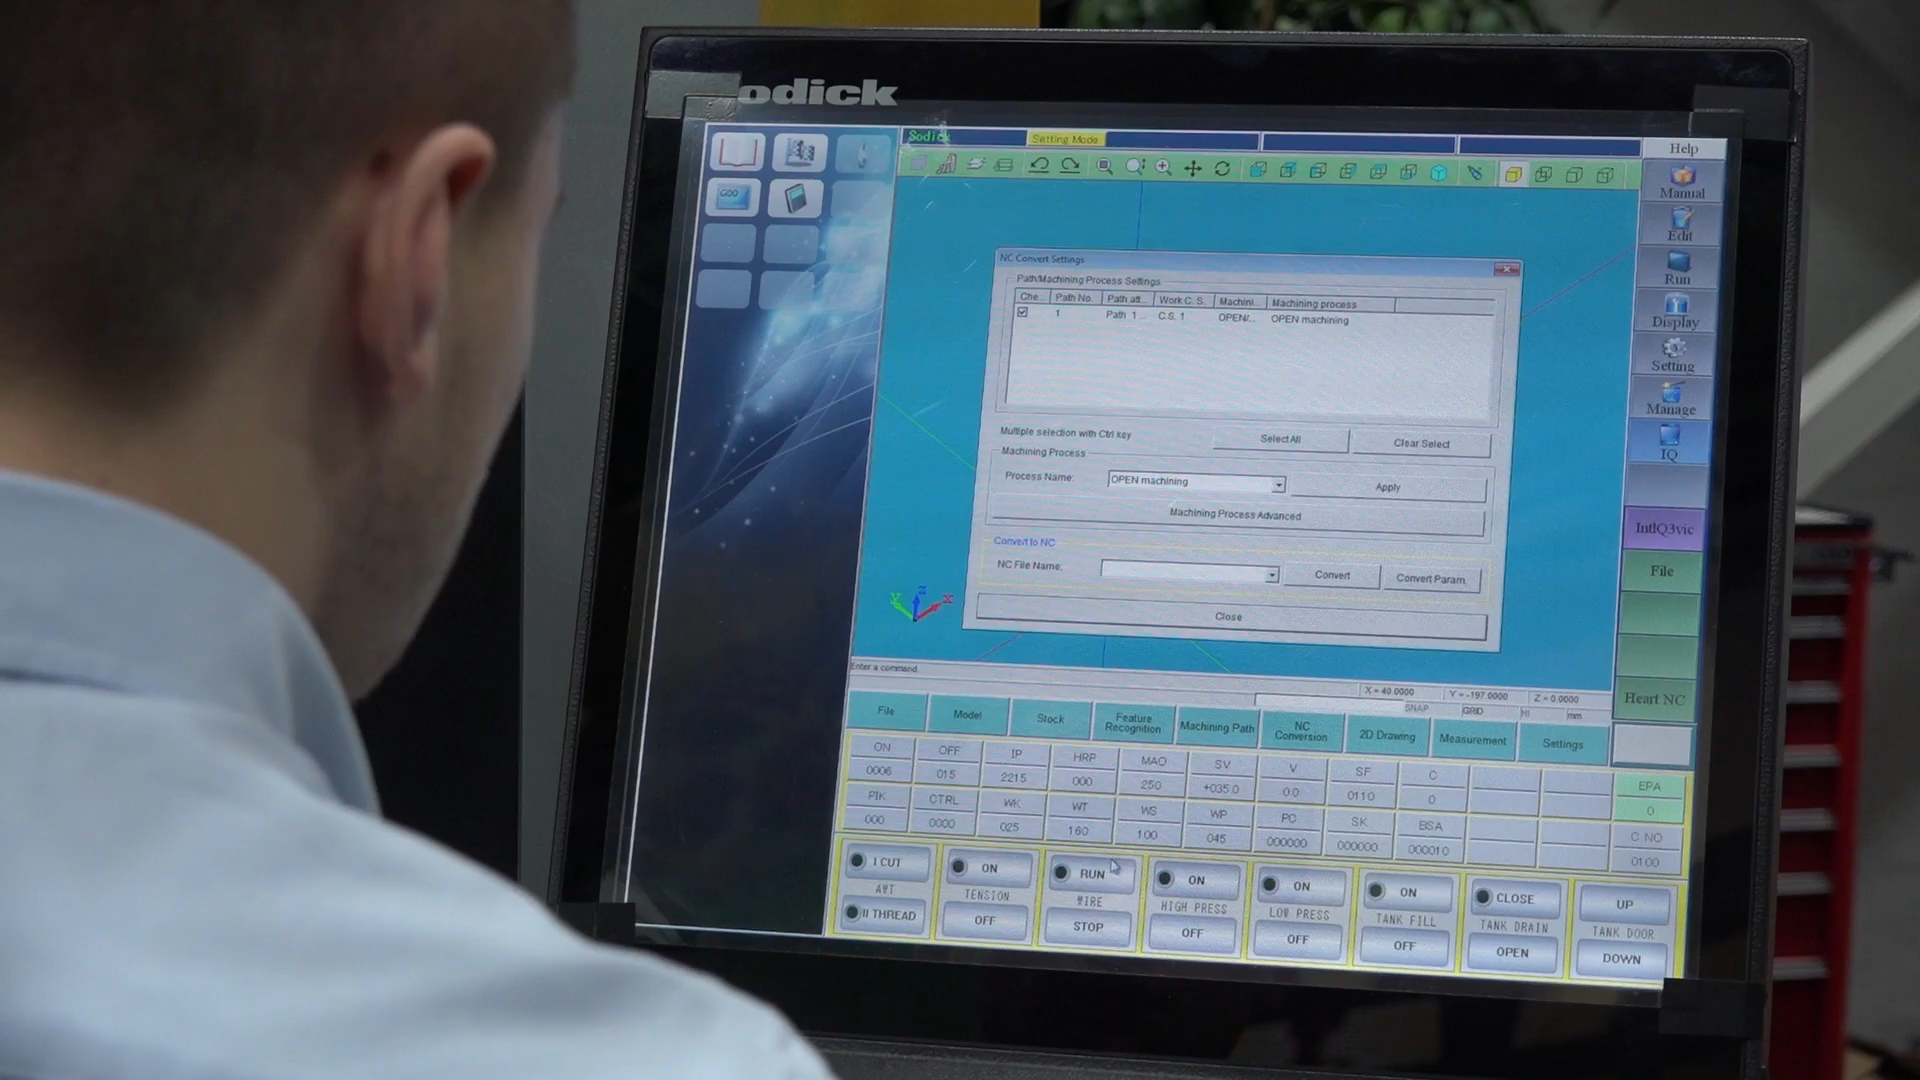 odick
Sodick
Setting Mode
Help
Manual
Edit
Run
Display
Setting
Manage
IQ
IntlQ3vic
File
Heart NC
NC Convert Settings
Path/Machining Process Settings
Che... Path No. Path att... Work C. S. Machini... Machining process
1 Path 1 ... C.S. 1 OPEN/... OPEN machining
Multiple selection with Ctrl key
Select All
Clear Select
Machining Process
Process Name: OPEN machining
Apply
Machining Process Advanced
Convert to NC
NC File Name:
Convert
Convert Param.
Close
y z x
Enter a command.
X = 40.0000 Y = -197.0000 Z = 0.0000
SNAP GRID mm
File Model Stock Feature Recognition Machining Path NC Conversion 2D Drawing Measurement Settings
ON OFF IP HRP MAO SV V SF C
0006 015 2215 000 250 +035.0 0.0 0110 0
EPA
0
PIK CTRL WK WT WS WP PC SK BSA
000 0000 025 160 100 045 000000 000000 000010
C NO
0100
I CUT ON RUN ON ON ON CLOSE UP
AWT TENSION WIRE HIGH PRESS LOW PRESS TANK FILL TANK DRAIN TANK DOOR
II THREAD OFF STOP OFF OFF OFF OPEN DOWN